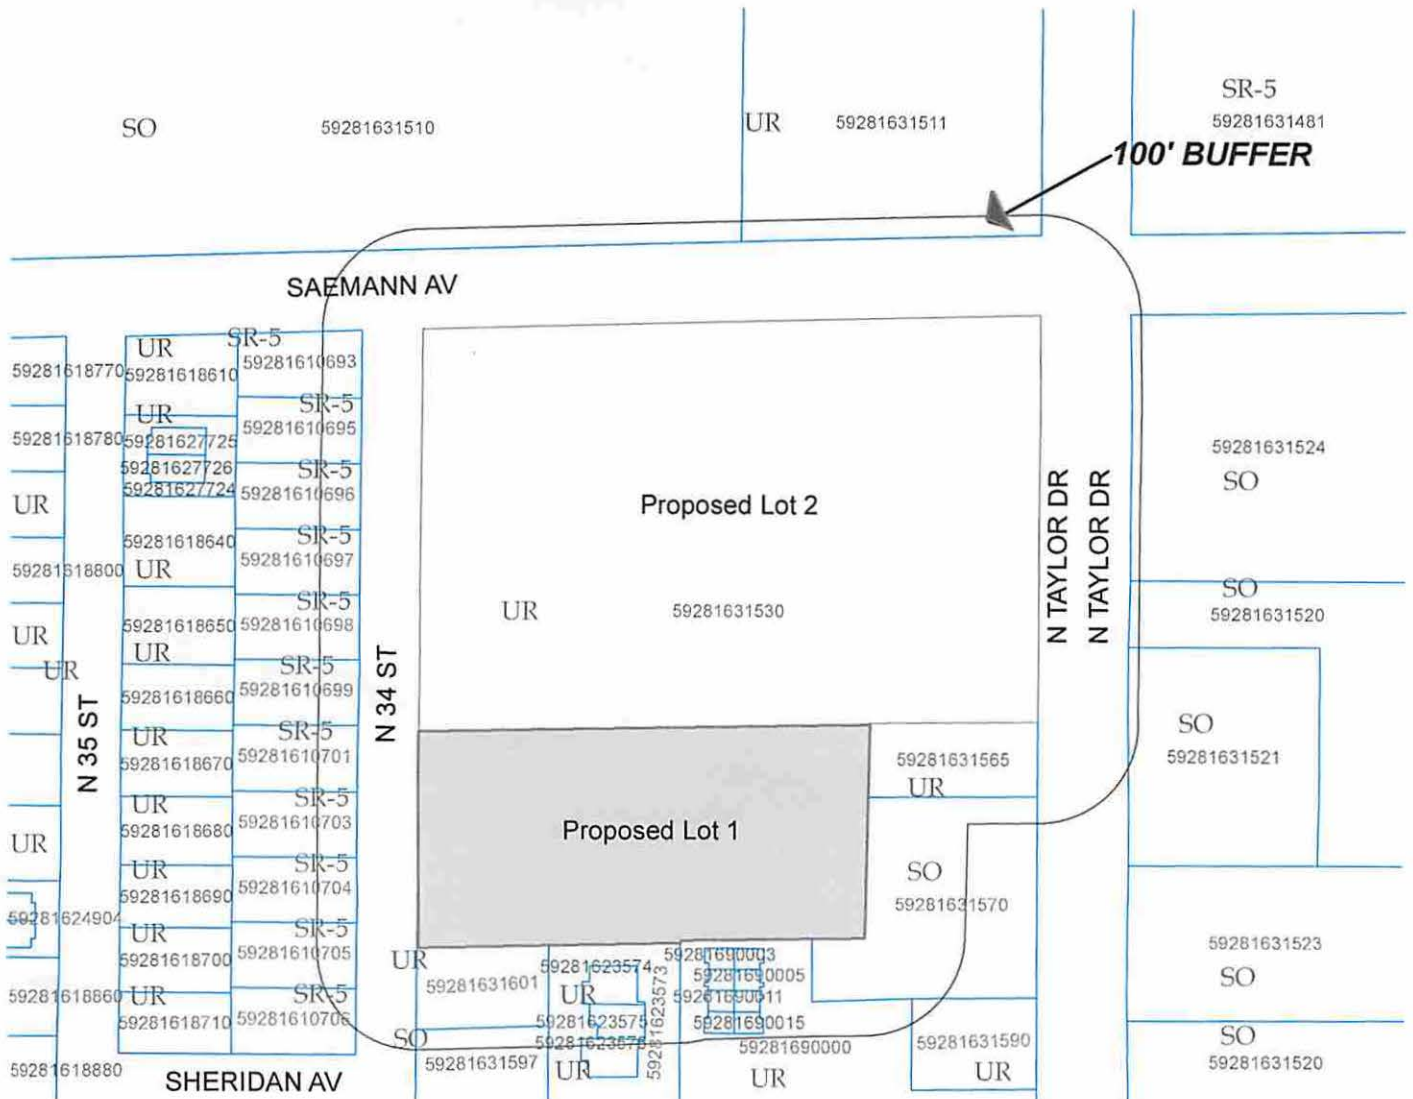 SR-5
SO
59281631510
UR
59281631511
59281631481
100' BUFFER
SAEMANN AV
UR
SR-5
59281618770
59281618610
59281610693
UR
SR-5
59281618780
59281627725
59281610695
59281627726
SR-5
59281627724
59281610696
59281631524
SO
UR
Proposed Lot 2
N TAYLOR DR
N TAYLOR DR
59281618640
SR-5
59281610697
59281618800
UR
SO
SR-5
UR
59281631530
59281631520
UR
59281618650
59281610698
UR
UR
SR-5
59281618660
59281610699
N 34 ST
N 35 ST
UR
SR-5
SO
59281618670
59281610701
59281631565
59281631521
UR
UR
SR-5
59281618680
59281610703
Proposed Lot 1
UR
UR
SR-5
SO
59281618690
59281610704
59281631570
59281624904
UR
SR-5
59281618700
59281610705
UR
59281690003
59281631523
59281623574
59281690005
SO
59281618860
UR
SR-5
59281631601
UR
59281690011
59281623573
59281618710
59281610706
59281623575
59281690015
SO
59281623576
59281690000
59281631590
SO
59281618880
SHERIDAN AV
59281631597
UR
UR
UR
59281631520